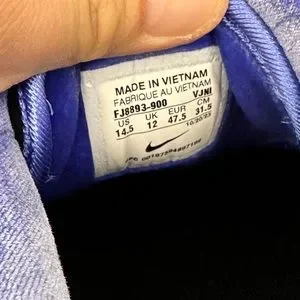 MADE IN VIETNAM
FABRIQUE AU VIETNAM
FJ8893-900 VJNI
US UK EUR CM
14.5 12 47.5 31.5